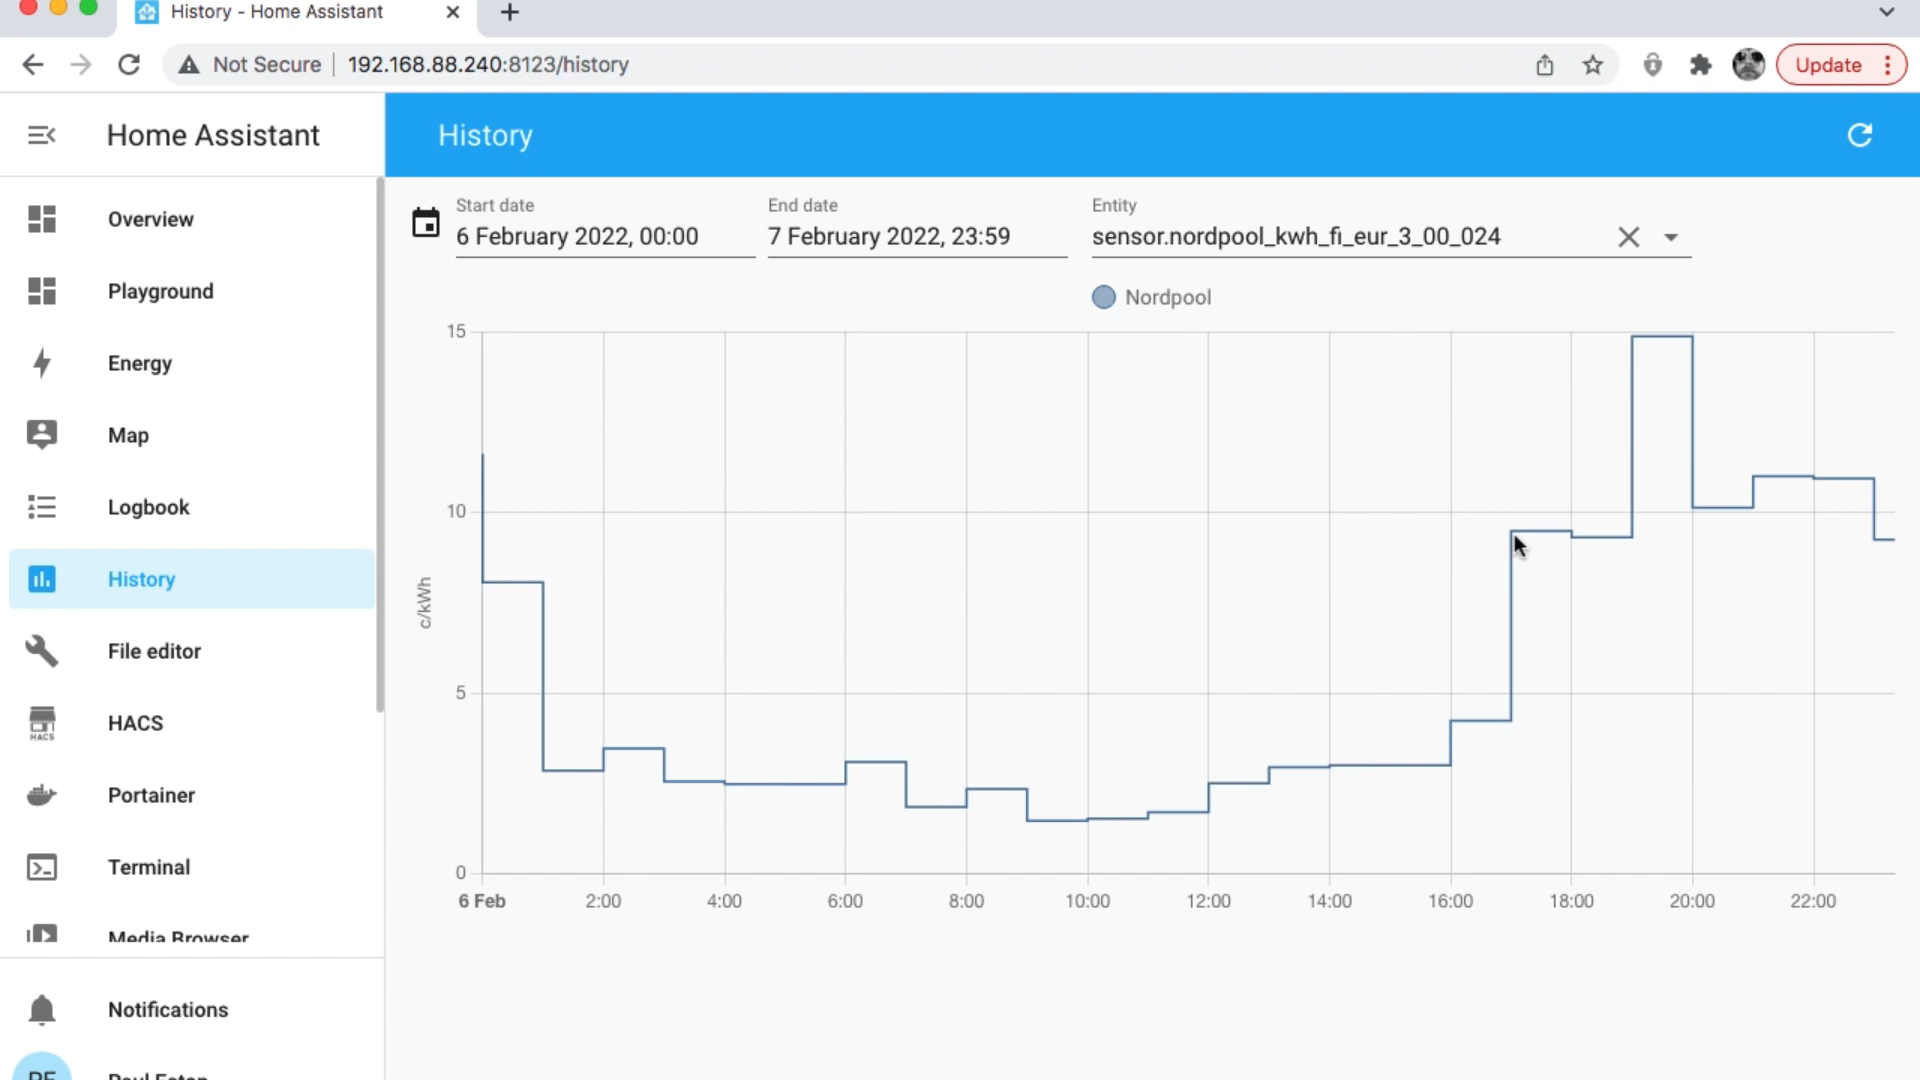 History - Home Assistant
Not Secure
192.168.88.240:8123/history
Update
Home Assistant
History
Overview
Playground
Energy
Map
Logbook
History
File editor
HACS
HACS
Portainer
Terminal
Media Browser
Notifications
Start date
6 February 2022, 00:00
End date
7 February 2022, 23:59
Entity
sensor.nordpool_kwh_fi_eur_3_00_024
Nordpool
15
10
5
0
c/kWh
6 Feb 2:00 4:00 6:00 8:00 10:00 12:00 14:00 16:00 18:00 20:00 22:00